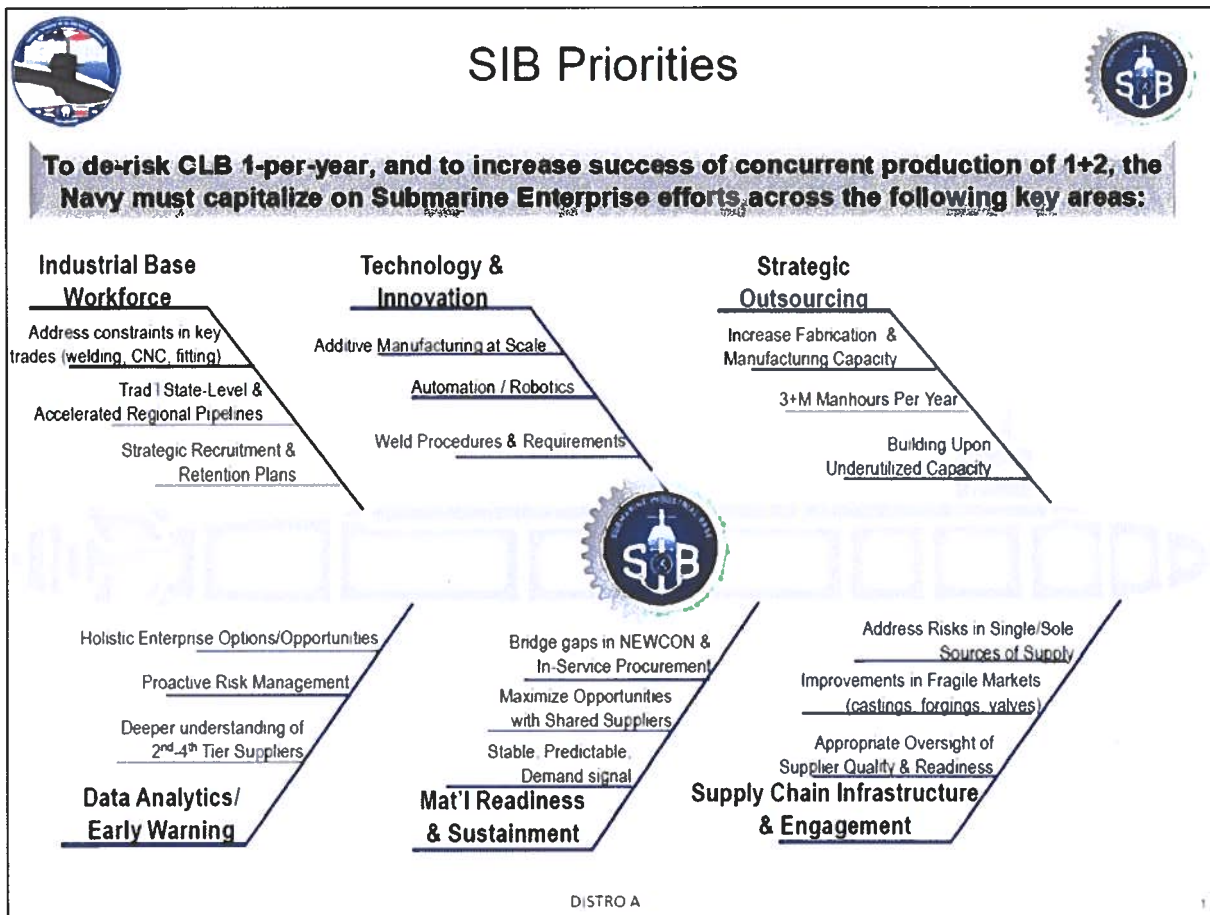 SIB Priorities
To de-risk CLB 1-per-year, and to increase success of concurrent production of 1+2, the
Navy must capitalize on Submarine Enterprise efforts across the following key areas:
Industrial Base
Workforce
Address constraints in key
trades (welding, CNC, fitting)
State-Level &
Accelerated Regional Pipelines
Strategic Recruitment &
Retention Plans
Technology &
Innovation
Additive Manufacturing at Scale
Automation / Robotics
Weld Procedures & Requirements
Strategic
Outsourcing
Increase Fabrication &
Manufacturing Capacity
3+M Manhours Per Year
Building Upon
Underutilized Capacity
SIB
SIB
Holistic Enterprise Options/Opportunities
Proactive Risk Management
Deeper understanding of
2nd-4th Tier Suppliers
Data Analytics/
Early Warning
Bridge gaps in NEWCON &
In-Service Procurement
Maximize Opportunities
with Shared Suppliers
Stable, Predictable,
Demand signal
Mat'l Readiness
& Sustainment
Address Risks in Single/Sole
Sources of Supply
Improvements in Fragile Markets
(castings, forgings, valves)
Appropriate Oversight of
Supplier Quality & Readiness
Supply Chain Infrastructure
& Engagement
DISTRO A
1